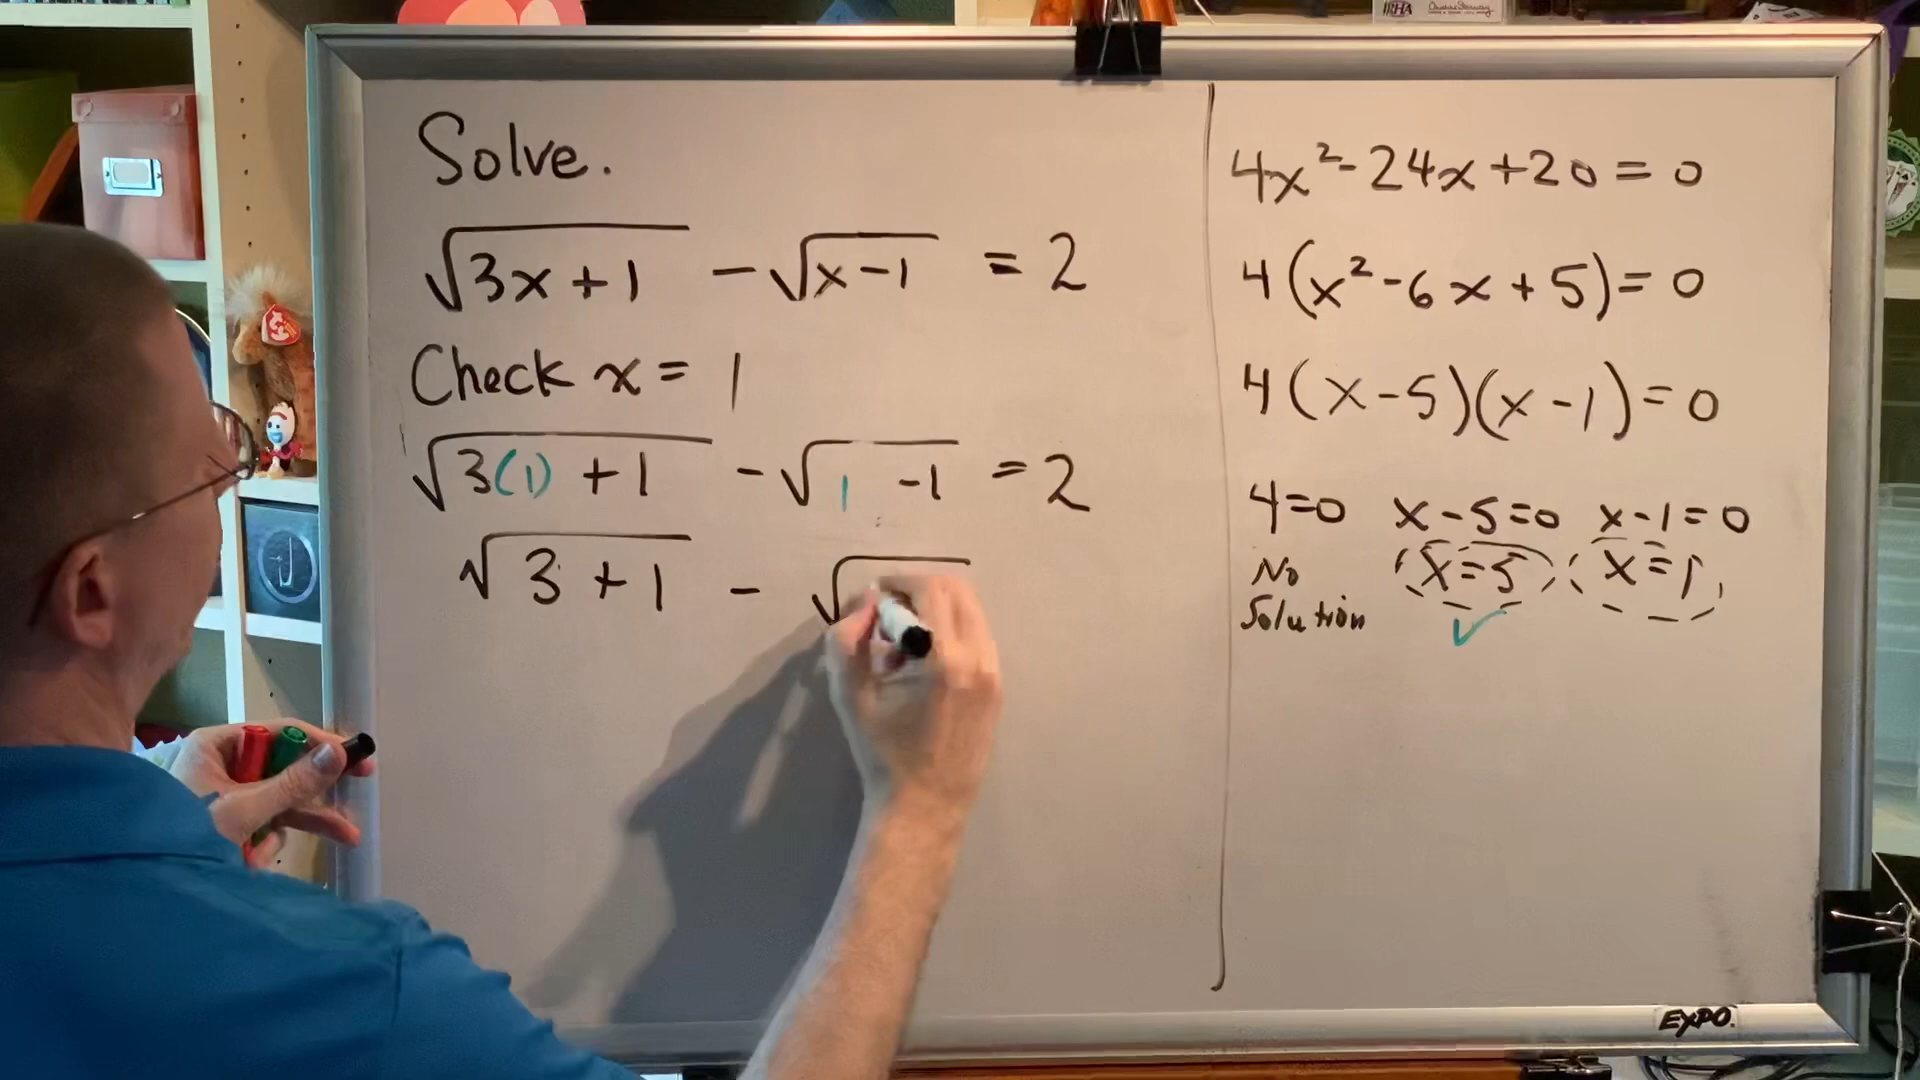 Solve.
√3x+1 - √x-1 = 2
Check x = 1
√3(1) +1 - √1 -1 = 2
√3 + 1 - √
4x²-24x+20=0
4(x²-6x+5)=0
4(x-5)(x-1)=0
4=0 x-5=0 x-1=0
No x=5 x=1
Solution ✓
EXPO.
IRHA
ty